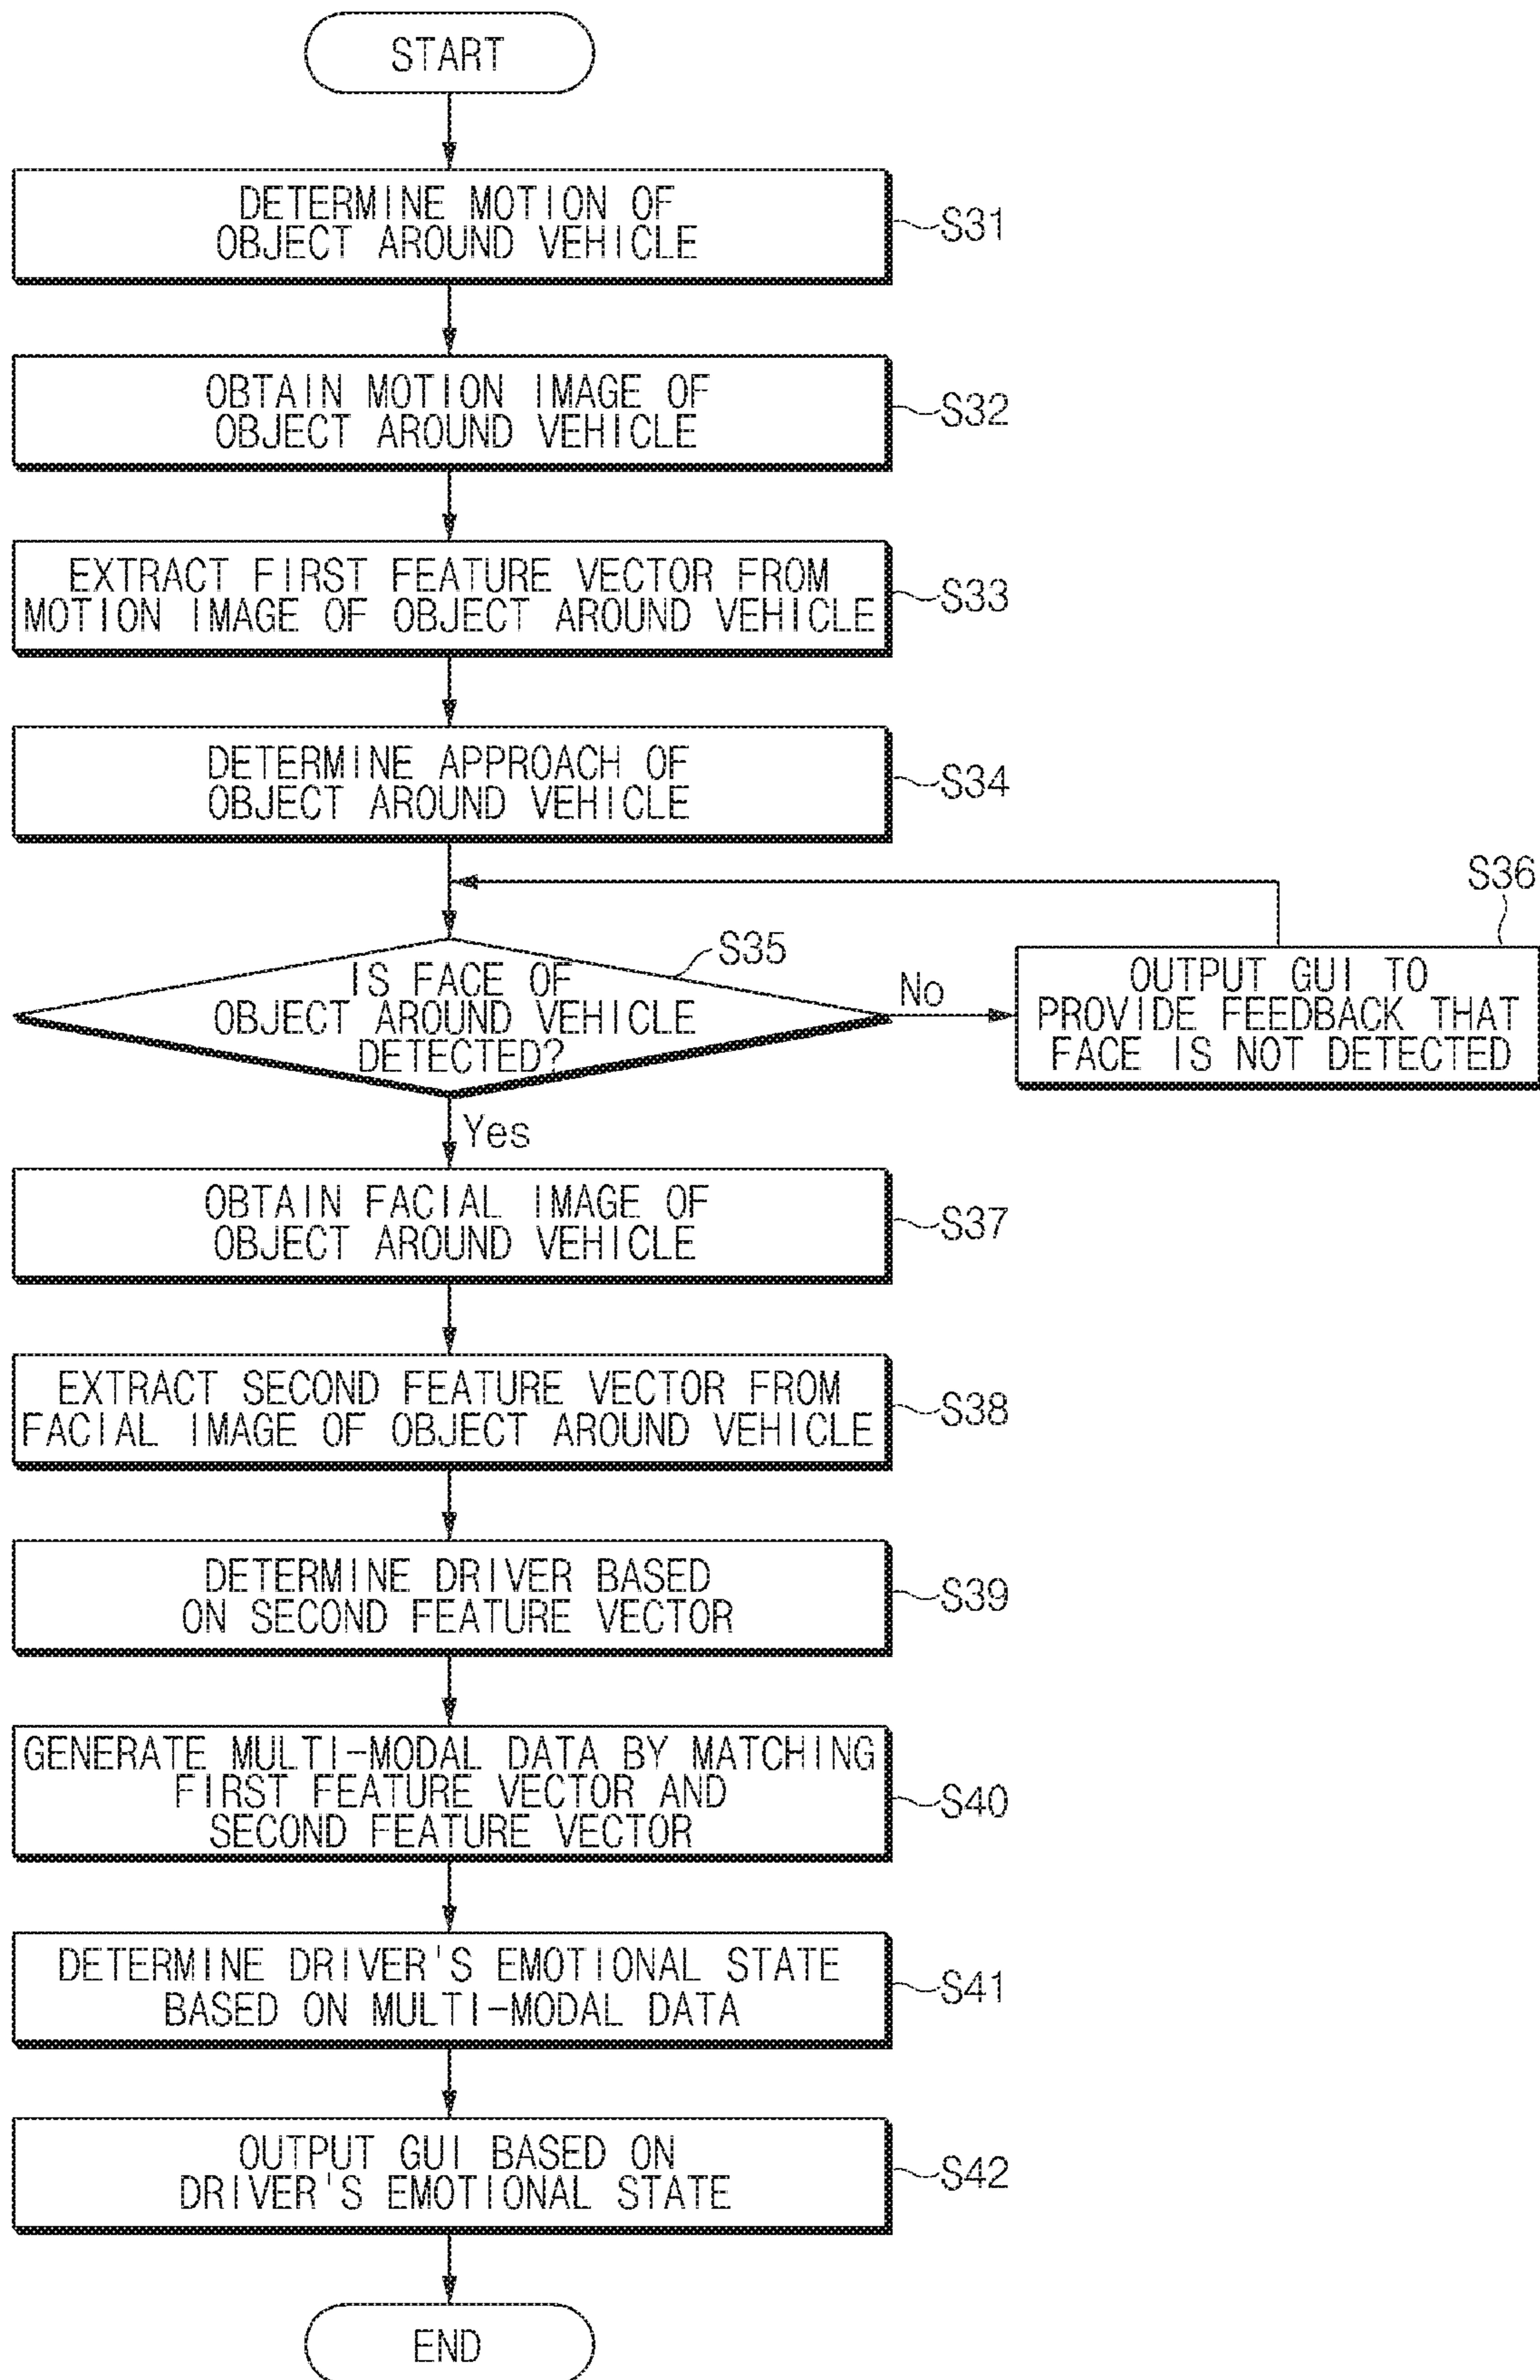 START
DETERMINE MOTION OF
OBJECT AROUND VEHICLE
S31
OBTAIN MOTION IMAGE OF
OBJECT AROUND VEHICLE
S32
EXTRACT FIRST FEATURE VECTOR FROM
MOTION IMAGE OF OBJECT AROUND VEHICLE
S33
DETERMINE APPROACH OF
OBJECT AROUND VEHICLE
S34
IS FACE OF
OBJECT AROUND VEHICLE
DETECTED?
S35
No
S36
OUTPUT GUI TO
PROVIDE FEEDBACK THAT
FACE IS NOT DETECTED
Yes
OBTAIN FACIAL IMAGE OF
OBJECT AROUND VEHICLE
S37
EXTRACT SECOND FEATURE VECTOR FROM
FACIAL IMAGE OF OBJECT AROUND VEHICLE
S38
DETERMINE DRIVER BASED
ON SECOND FEATURE VECTOR
S39
GENERATE MULTI-MODAL DATA BY MATCHING
FIRST FEATURE VECTOR AND
SECOND FEATURE VECTOR
S40
DETERMINE DRIVER'S EMOTIONAL STATE
BASED ON MULTI-MODAL DATA
S41
OUTPUT GUI BASED ON
DRIVER'S EMOTIONAL STATE
S42
END